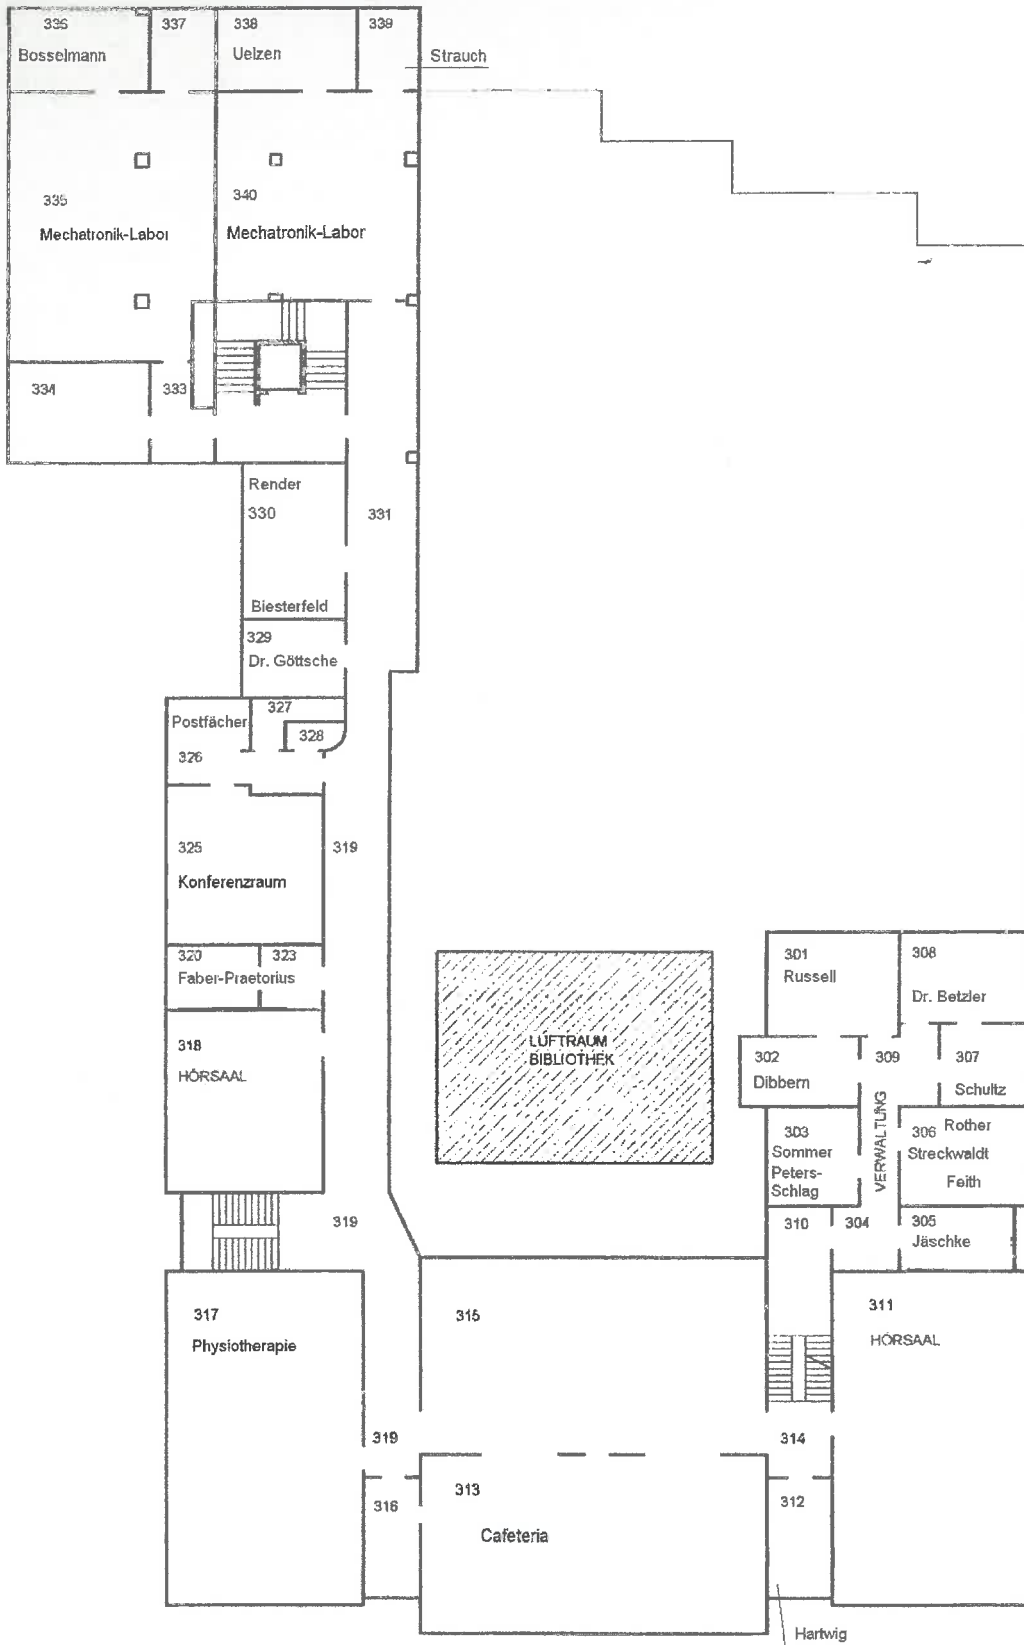 336
Bosselmann
337
338
Uelzen
339
Strauch
335
Mechatronik-Labor
340
Mechatronik-Labor
334
333
Render
330
331
Biesterfeld
329
Dr. Göttsche
327
Postfächer
328
326
325
319
Konferenzraum
320
323
Faber-Praetorius
318
HÖRSAAL
LUFTRAUM
BIBLIOTHEK
301
Russell
308
Dr. Betzler
302
Dibbern
309
307
Schultz
VERWALTUNG
303
Sommer
Peters-
Schlag
306
Rother
Streckwaldt
Feith
319
310
304
305
Jäschke
317
Physiotherapie
315
311
HÖRSAAL
319
314
316
313
Cafeteria
312
Hartwig